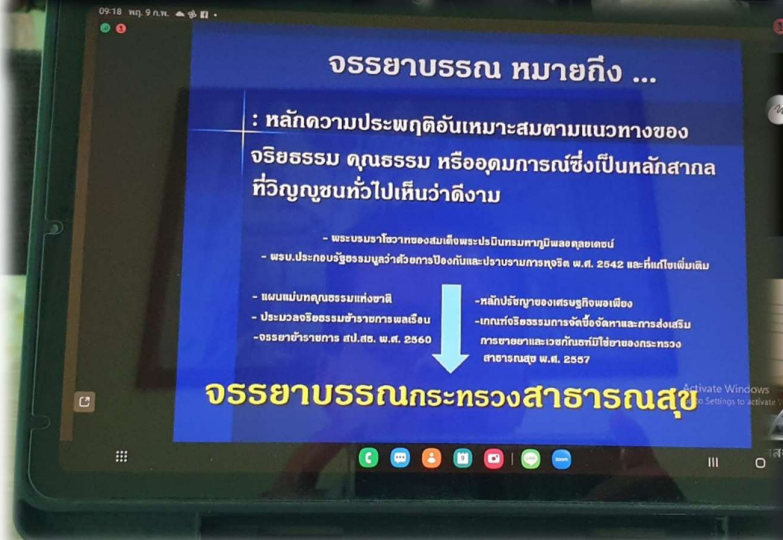 09:18 พฤ. 9 ก.พ.
จรรยาบรรณ หมายถึง ...
: หลักความประพฤติอันเหมาะสมตามแนวทางของ
จริยธรรม คุณธรรม หรืออุดมการณ์ซึ่งเป็นหลักสากล
ที่วิญญูชนทั่วไปเห็นว่าดีงาม
- พระบรมราโชวาทของสมเด็จพระปรมินทรมหาภูมิพลอดุลยเดชน์
- พรบ.ประกอบรัฐธรรมนูญว่าด้วยการป้องกันและปราบรามการทุจริต พ.ศ. 2542 และที่แก้ไขเพิ่มเติม
- แผนแม่บทคุณธรรมแห่งชาติ
- ประมวลจริยธรรมข้าราชการพลเรือน
-จรรยาข้าราชการ สป.สธ. พ.ศ. 2560
-หลักปรัชญาของเศรษฐกิจพอเพียง
-เกณฑ์จริยธรรมการจัดซื้อจัดหาและการส่งเสริม
การขายยาและเวชภัณฑ์มิใช่ยาของกระทรวง
สาธารณสุข พ.ศ. 2557
จรรยาบรรณกระทรวงสาธารณสุข
Activate Windows
Go to Settings to activate
zoom